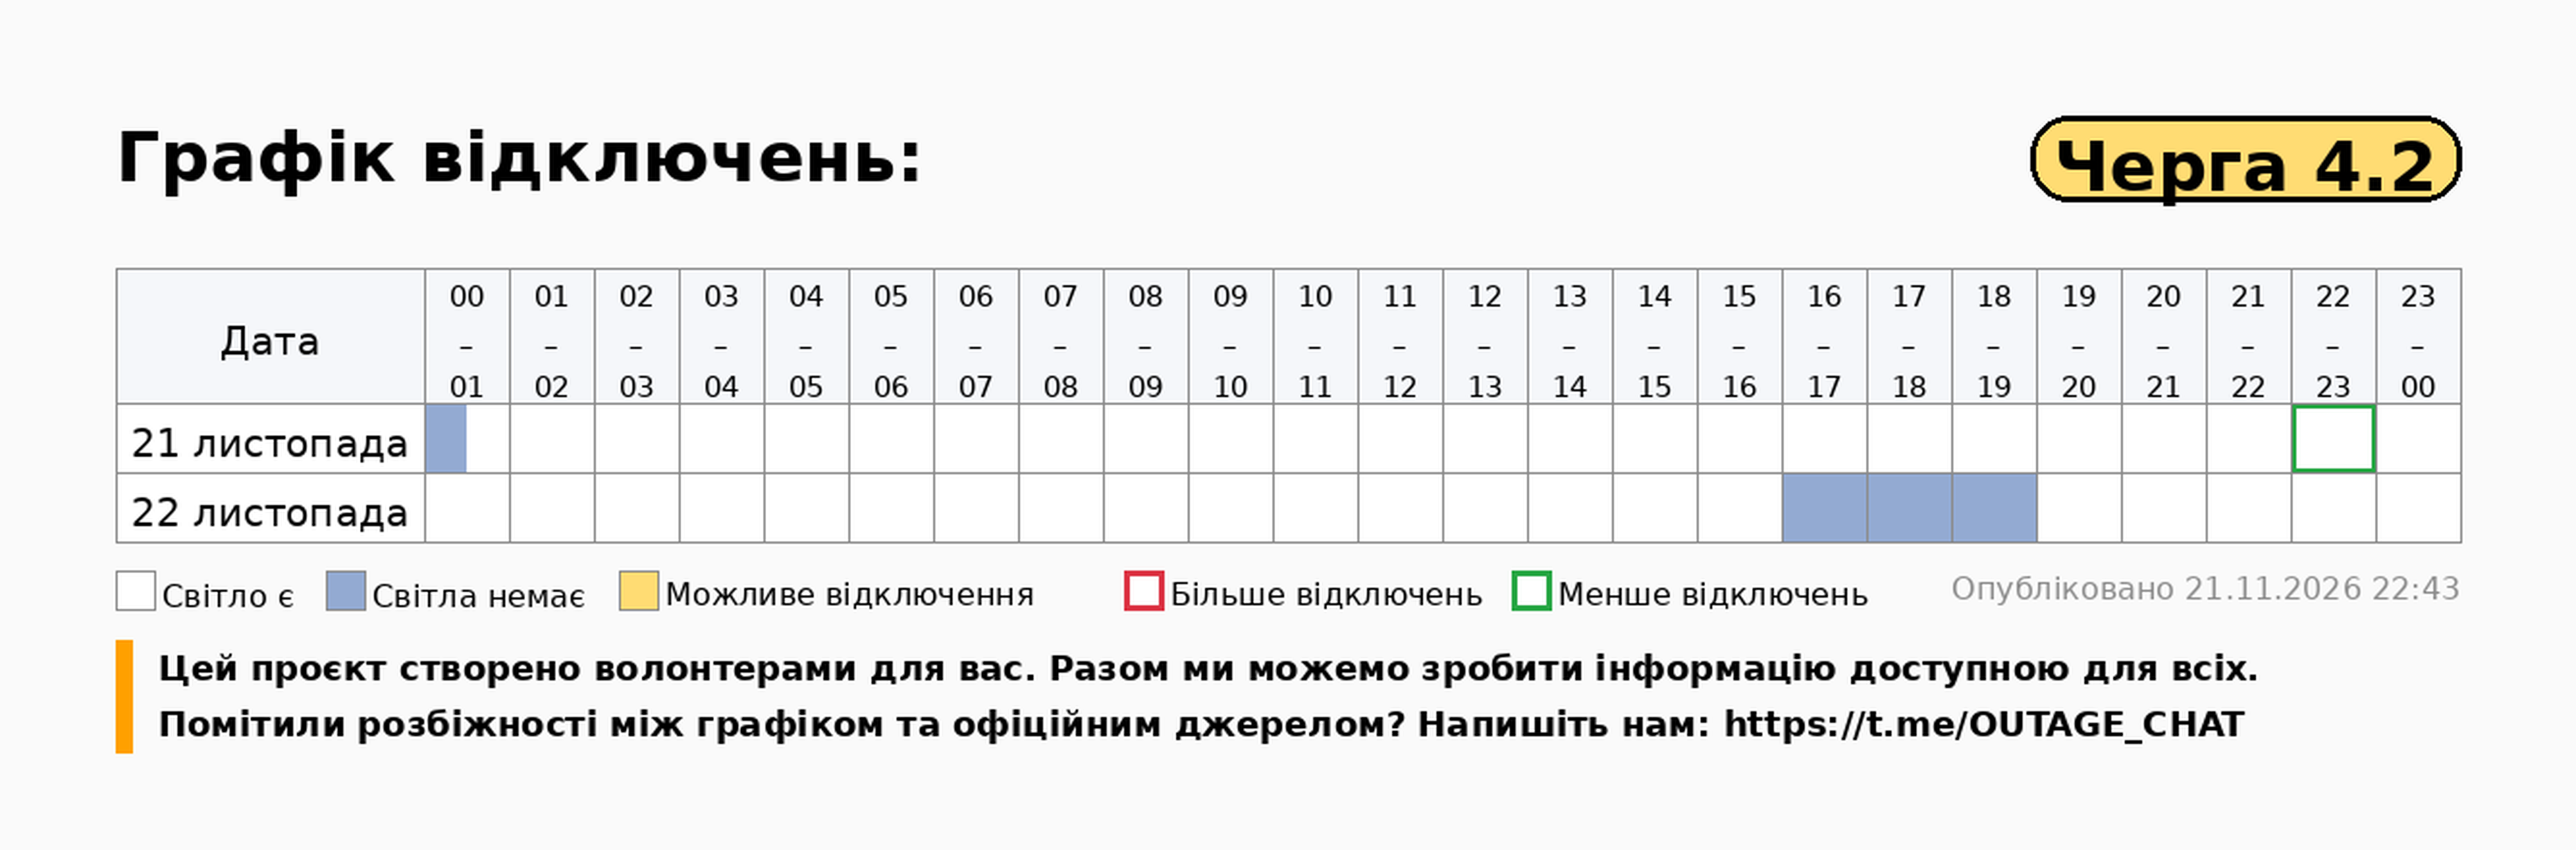 Графік відключень:
Черга 4.2
Дата 00 – 01 01 – 02 02 – 03 03 – 04 04 – 05 05 – 06 06 – 07 07 – 08 08 – 09 09 – 10 10 – 11 11 – 12 12 – 13 13 – 14 14 – 15 15 – 16 16 – 17 17 – 18 18 – 19 19 – 20 20 – 21 21 – 22 22 – 23 23 – 00
21 листопада
22 листопада
Світло є Світла немає Можливе відключення Більше відключень Менше відключень Опубліковано 21.11.2026 22:43
Цей проєкт створено волонтерами для вас. Разом ми можемо зробити інформацію доступною для всіх.
Помітили розбіжності між графіком та офіційним джерелом? Напишіть нам: https://t.me/OUTAGE_CHAT